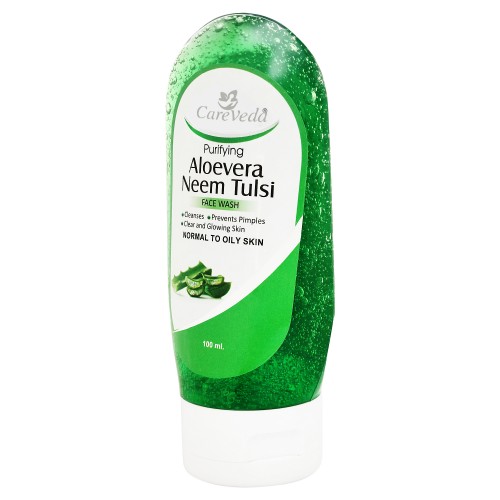 CareVeda
Purifying
Aloevera
Neem Tulsi
FACE WASH
•Cleanses •Prevents Pimples
•Clear and Glowing Skin
NORMAL TO OILY SKIN
100 ml.